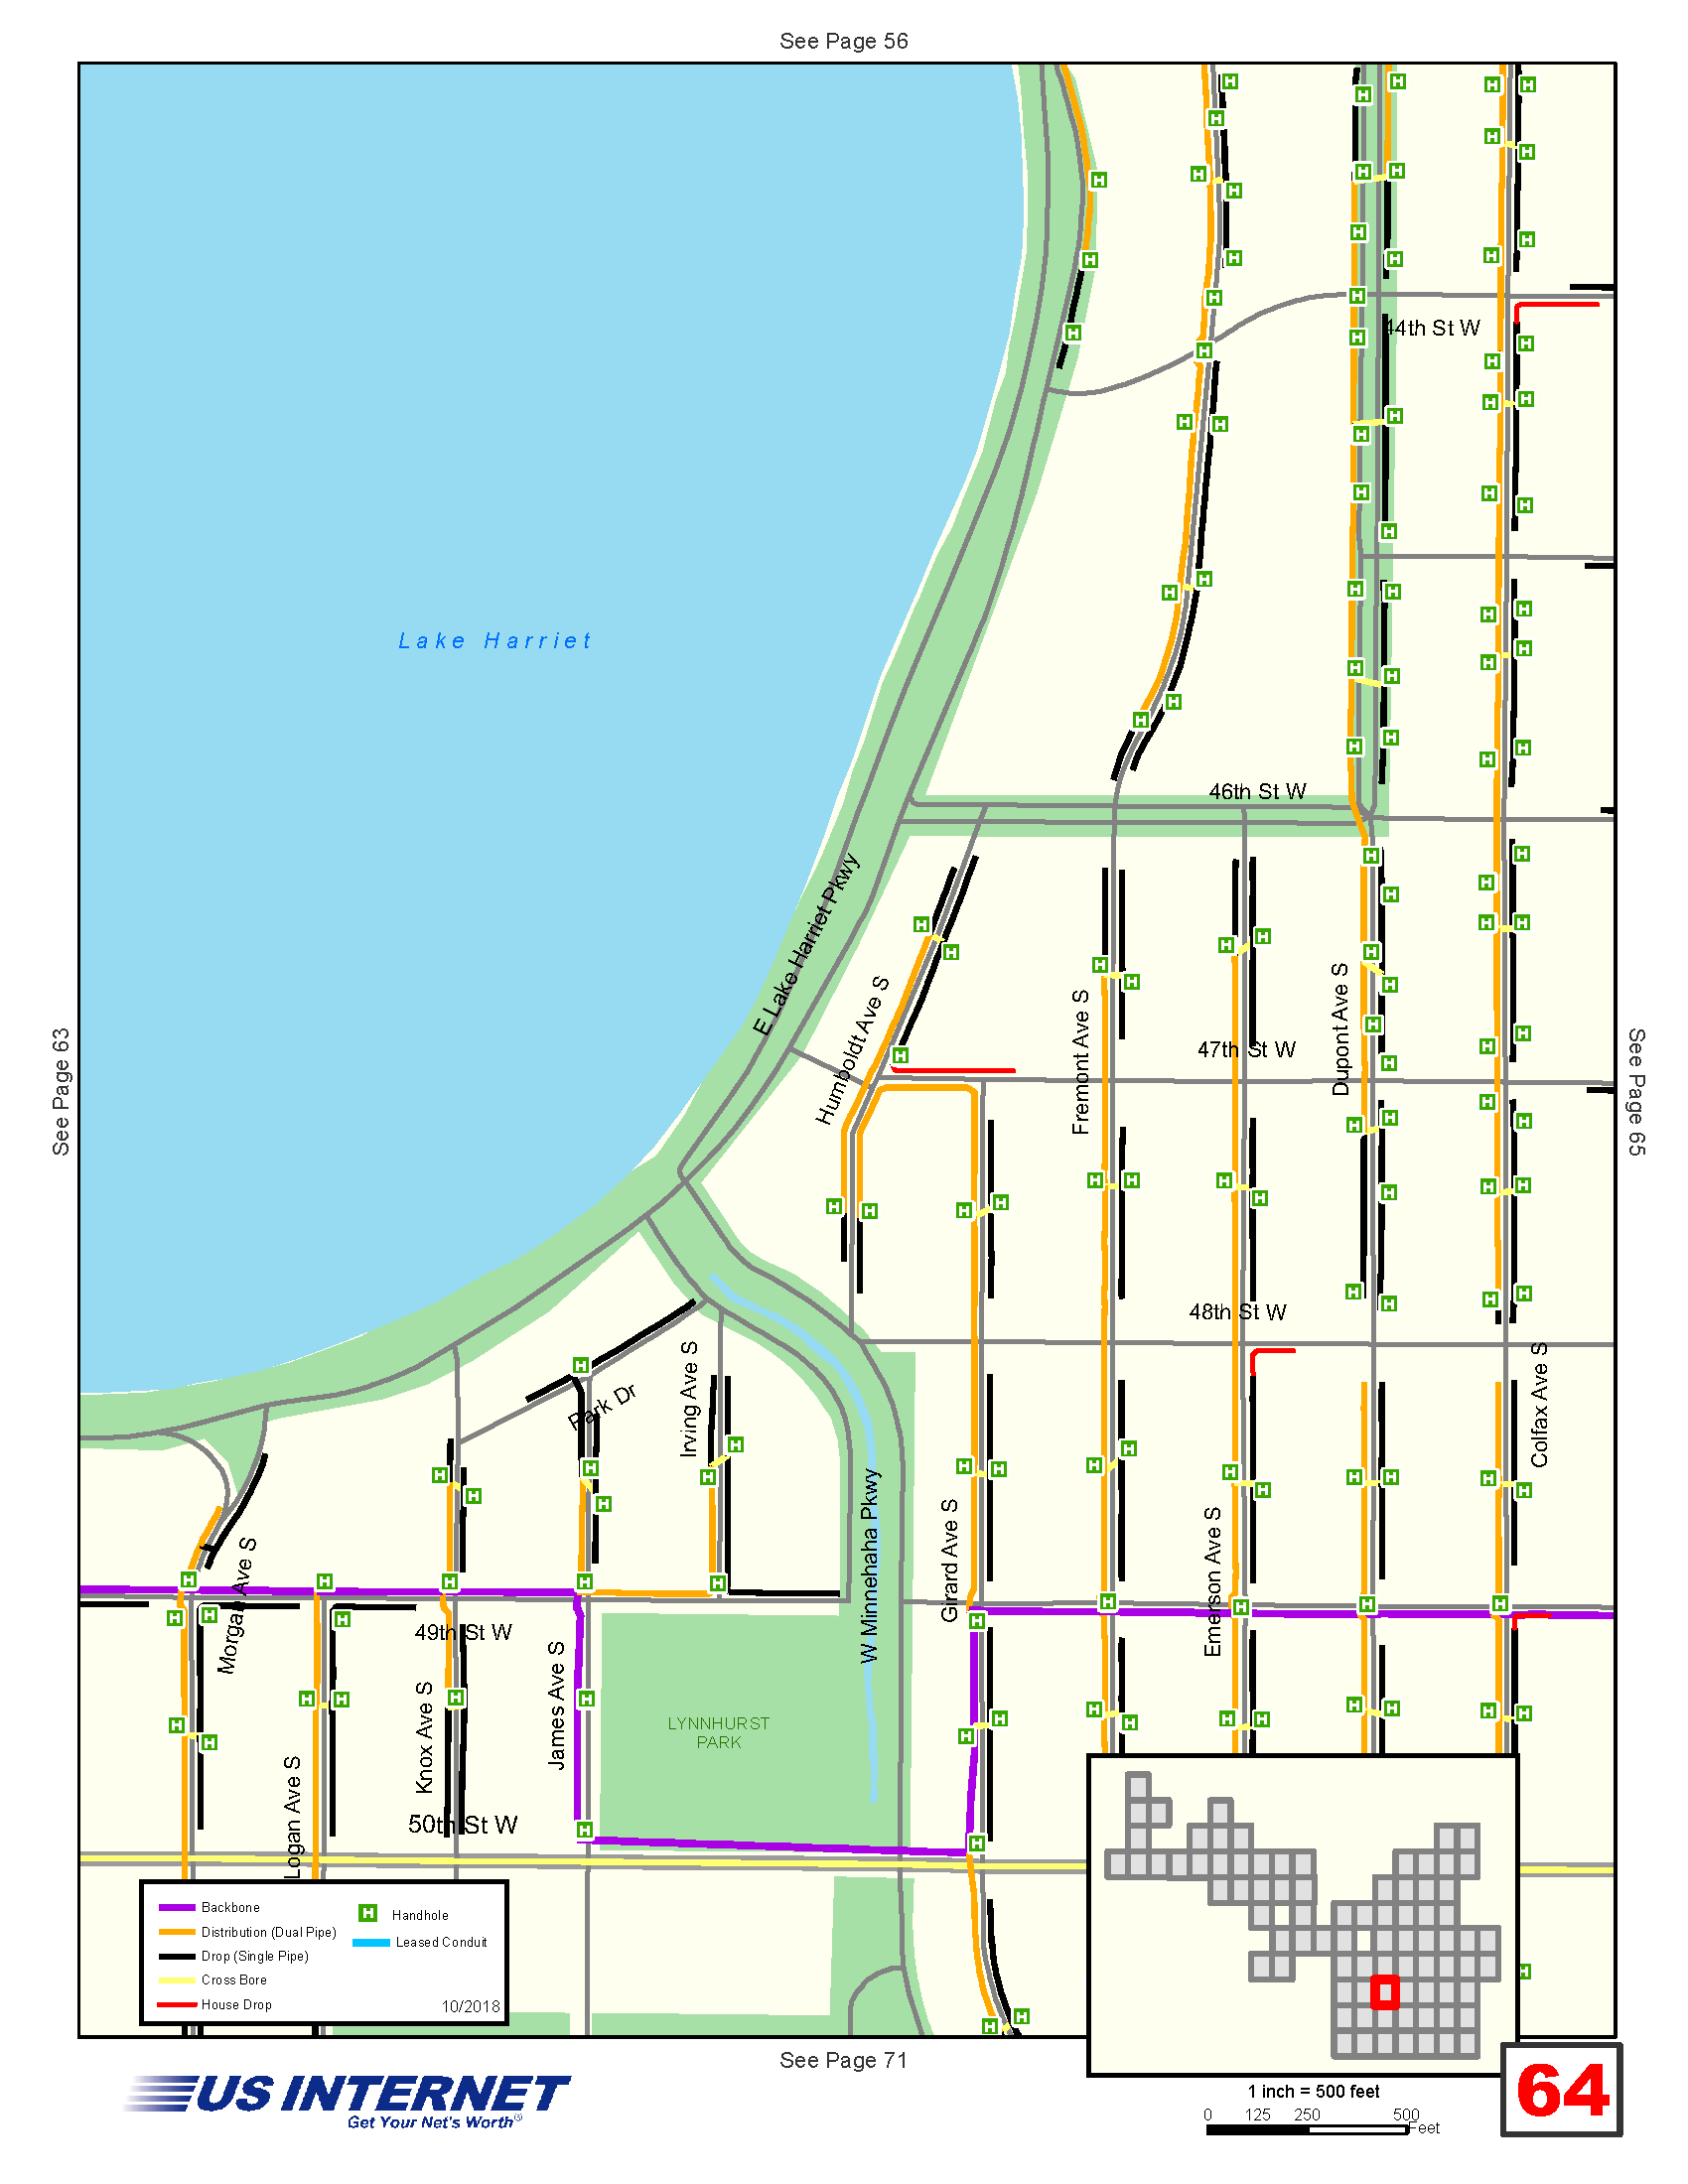 See Page 56
44th St W
Lake Harriet
46th St W
E Lake Harriet Pkwy
Humboldt Ave S
Fremont Ave S
47th St W
Dupont Ave S
See Page 63
See Page 65
48th St W
Park Dr
Irving Ave S
Colfax Ave S
W Minnehaha Pkwy
Girard Ave S
Emerson Ave S
Morgan Ave S
49th St W
James Ave S
Knox Ave S
LYNNHURST
PARK
Logan Ave S
50th St W
Backbone
Distribution (Dual Pipe)
Drop (Single Pipe)
Cross Bore
House Drop
H Handhole
Leased Conduit
10/2018
See Page 71
US INTERNET
Get Your Net's Worth®
1 inch = 500 feet
0 125 250 500
Feet
64